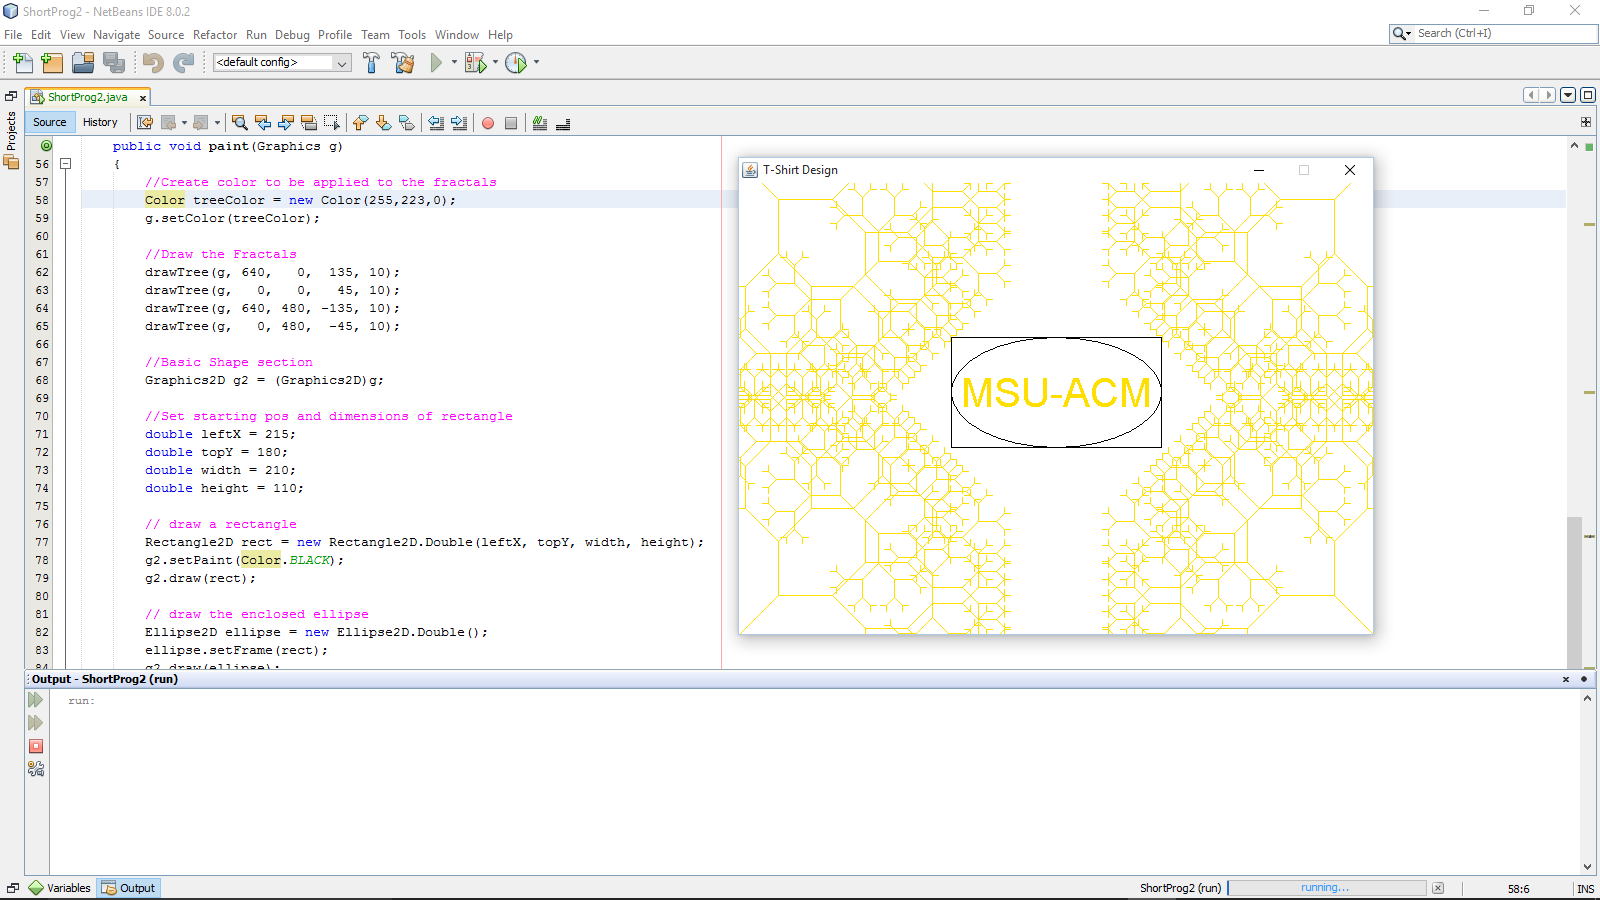 ShortProg2 - NetBeans IDE 8.0.2
File Edit View Navigate Source Refactor Run Debug Profile Team Tools Window Help
Search (Ctrl+I)
<default config>
Projects
ShortProg2.java
Source History
public void paint(Graphics g)
56 {
57 //Create color to be applied to the fractals
58 Color treeColor = new Color(255,223,0);
59 g.setColor(treeColor);
60
61 //Draw the Fractals
62 drawTree(g, 640,   0,  135, 10);
63 drawTree(g,   0,   0,   45, 10);
64 drawTree(g, 640, 480, -135, 10);
65 drawTree(g,   0, 480,  -45, 10);
66
67 //Basic Shape section
68 Graphics2D g2 = (Graphics2D)g;
69
70 //Set starting pos and dimensions of rectangle
71 double leftX = 215;
72 double topY = 180;
73 double width = 210;
74 double height = 110;
75
76 // draw a rectangle
77 Rectangle2D rect = new Rectangle2D.Double(leftX, topY, width, height);
78 g2.setPaint(Color.BLACK);
79 g2.draw(rect);
80
81 // draw the enclosed ellipse
82 Ellipse2D ellipse = new Ellipse2D.Double();
83 ellipse.setFrame(rect);
84 g2.draw(ellipse);
T-Shirt Design
MSU-ACM
Output - ShortProg2 (run)
run:
Variables Output
ShortProg2 (run) running... 58:6 INS